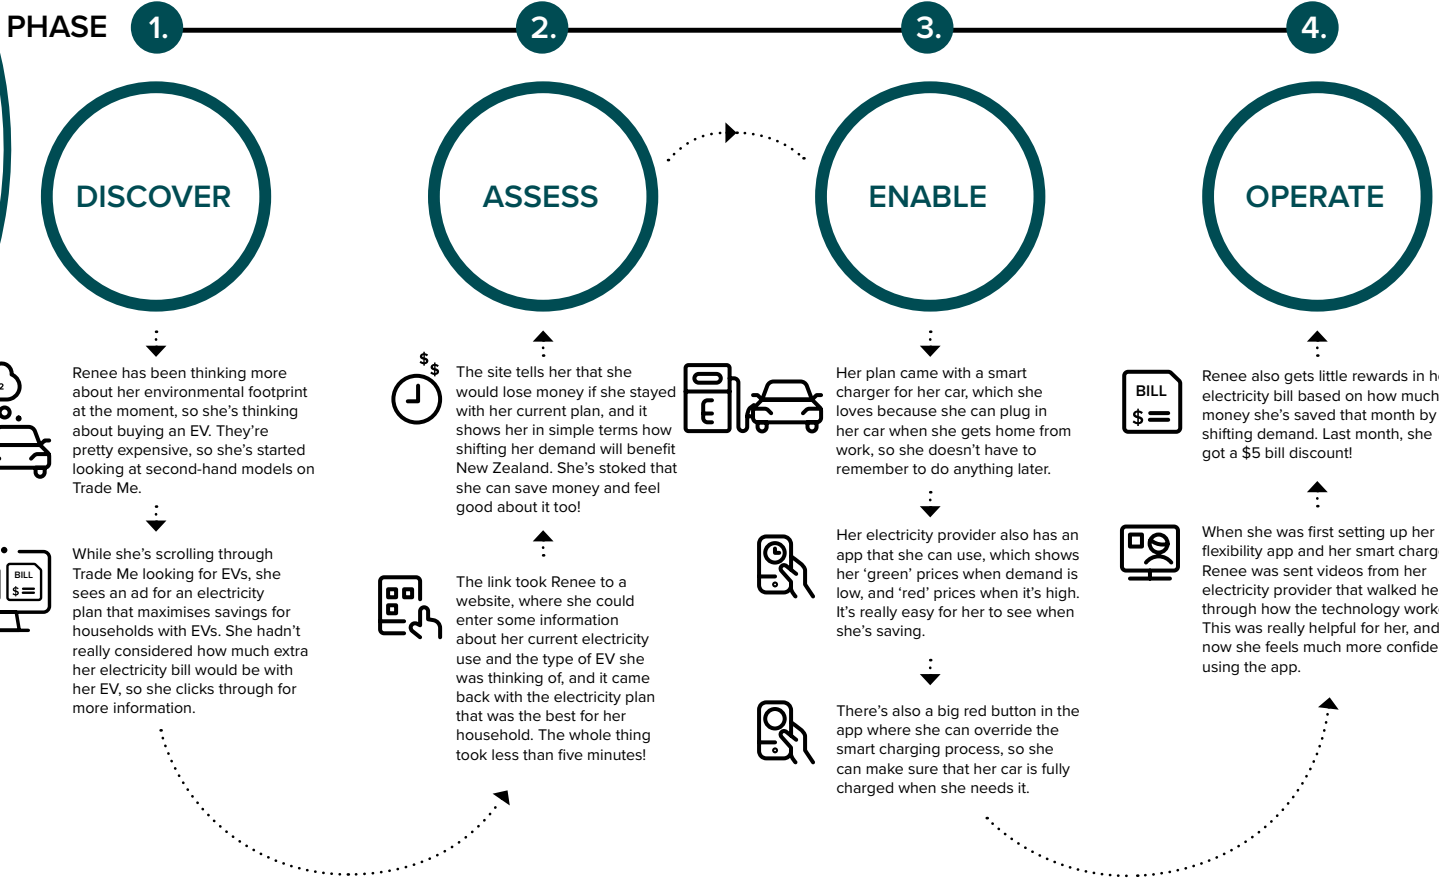 PHASE
1.
2.
3.
4.
DISCOVER
Renee has been thinking more
about her environmental footprint
at the moment, so she's thinking
about buying an EV. They're
pretty expensive, so she's started
looking at second-hand models on
Trade Me.
BILL
$
While she's scrolling through
Trade Me looking for EVs, she
sees an ad for an electricity
plan that maximises savings for
households with EVs. She hadn't
really considered how much extra
her electricity bill would be with
her EV, so she clicks through for
more information.
ASSESS
$
$
The site tells her that she
would lose money if she stayed
with her current plan, and it
shows her in simple terms how
shifting her demand will benefit
New Zealand. She's stoked that
she can save money and feel
good about it too!
The link took Renee to a
website, where she could
enter some information
about her current electricity
use and the type of EV she
was thinking of, and it came
back with the electricity plan
that was the best for her
household. The whole thing
took less than five minutes!
ENABLE
E
Her plan came with a smart
charger for her car, which she
loves because she can plug in
her car when she gets home from
work, so she doesn't have to
remember to do anything later.
Her electricity provider also has an
app that she can use, which shows
her 'green' prices when demand is
low, and 'red' prices when it's high.
It's really easy for her to see when
she's saving.
There's also a big red button in the
app where she can override the
smart charging process, so she
can make sure that her car is fully
charged when she needs it.
OPERATE
BILL
$
Renee also gets little rewards in
electricity bill based on how much
money she's saved that month by
shifting demand. Last month, she
got a $5 bill discount!
When she was first setting up her
flexibility app and her smart
Renee was sent videos from her
electricity provider that walked
through how the technology
This was really helpful for her, and
now she feels much more
using the app.